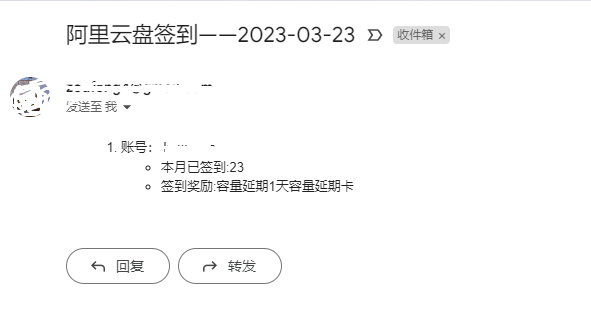 阿里云盘签到——2023-03-23 收件箱 ×
发送至 我
1. 账号：
本月已签到:23
签到奖励:容量延期1天容量延期卡
回复 转发